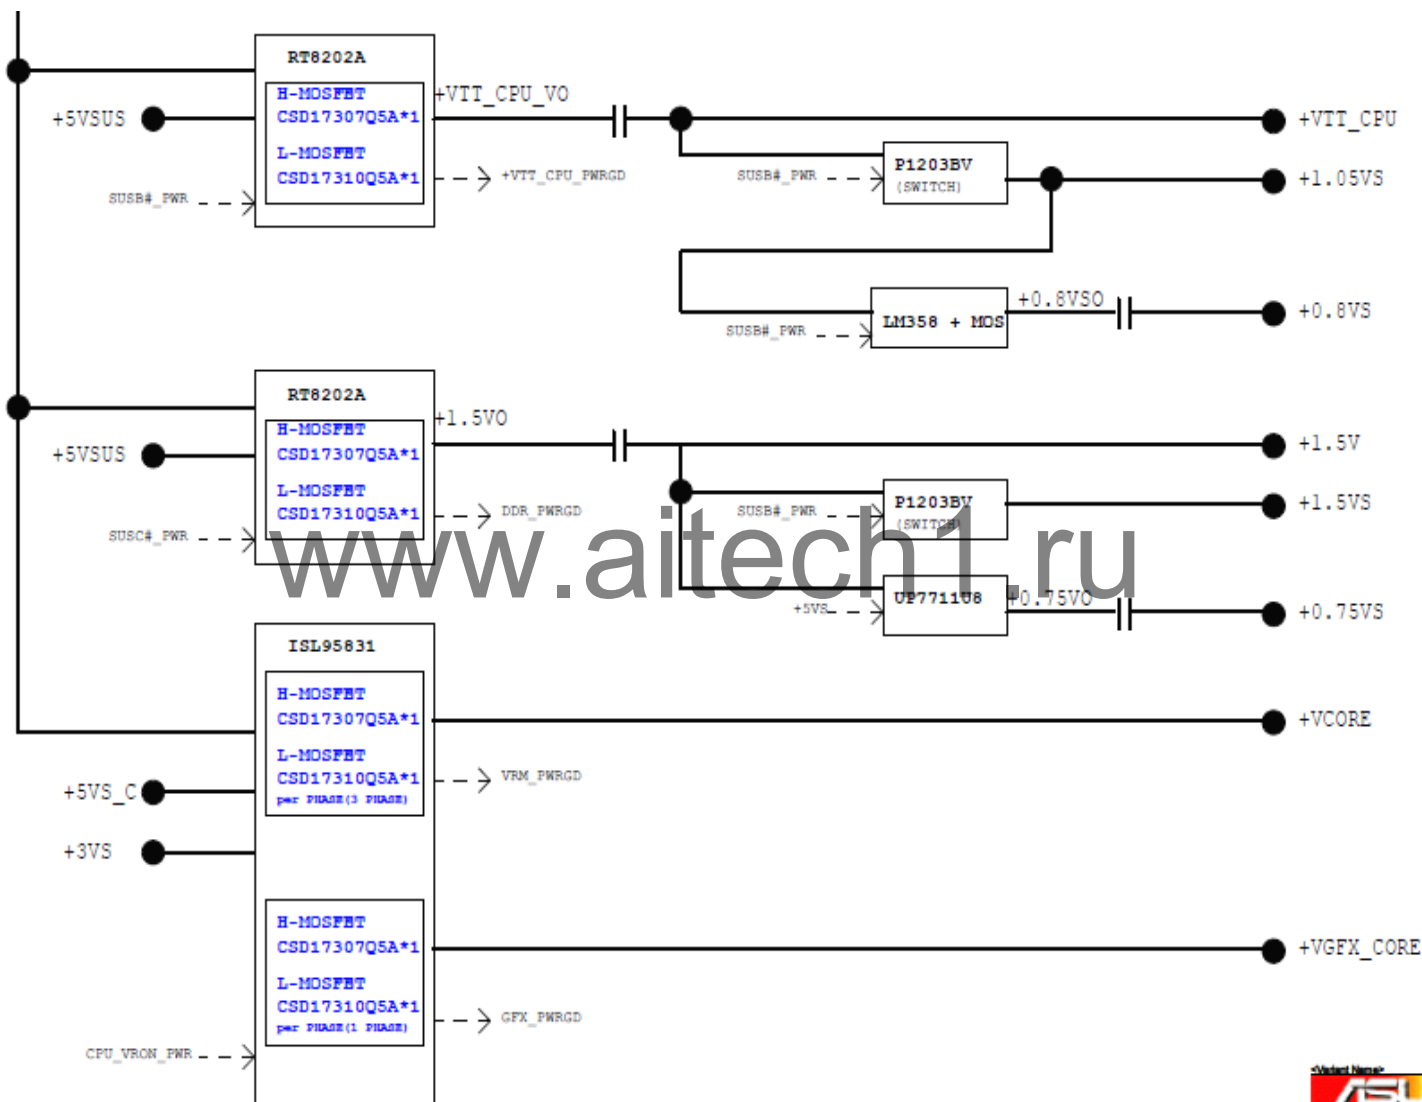 RT8202A
H-MOSFET
+VTT_CPU_VO
CSD17307Q5A*1
+5VSUS
+VTT_CPU
L-MOSFET
P1203BV
CSD17310Q5A*1
+VTT_CPU_PWRGD
SUSB#_PWR
(SWITCH)
+1.05VS
SUSB#_PWR
+0.8VSO
+0.8VS
LM358 + MOS
SUSB#_PWR
RT8202A
+1.5VO
H-MOSFET
CSD17307Q5A*1
+5VSUS
+1.5V
L-MOSFET
P1203BV
+1.5VS
CSD17310Q5A*1
DDR_PWRGD
SUSB#_PWR
(SWITCH)
SUSC#_PWR
www.aitech1.ru
UP7711U8
+0.75VO
+5VS
+0.75VS
ISL95831
H-MOSFET
CSD17307Q5A*1
+VCORE
L-MOSFET
CSD17310Q5A*1
VRM_PWRGD
+5VS_C
per PHASE(3 PHASE)
+3VS
H-MOSFET
CSD17307Q5A*1
+VGFX_CORE
L-MOSFET
CSD17310Q5A*1
GFX_PWRGD
per PHASE(1 PHASE)
CPU_VRON_PWR
<Variant Name>